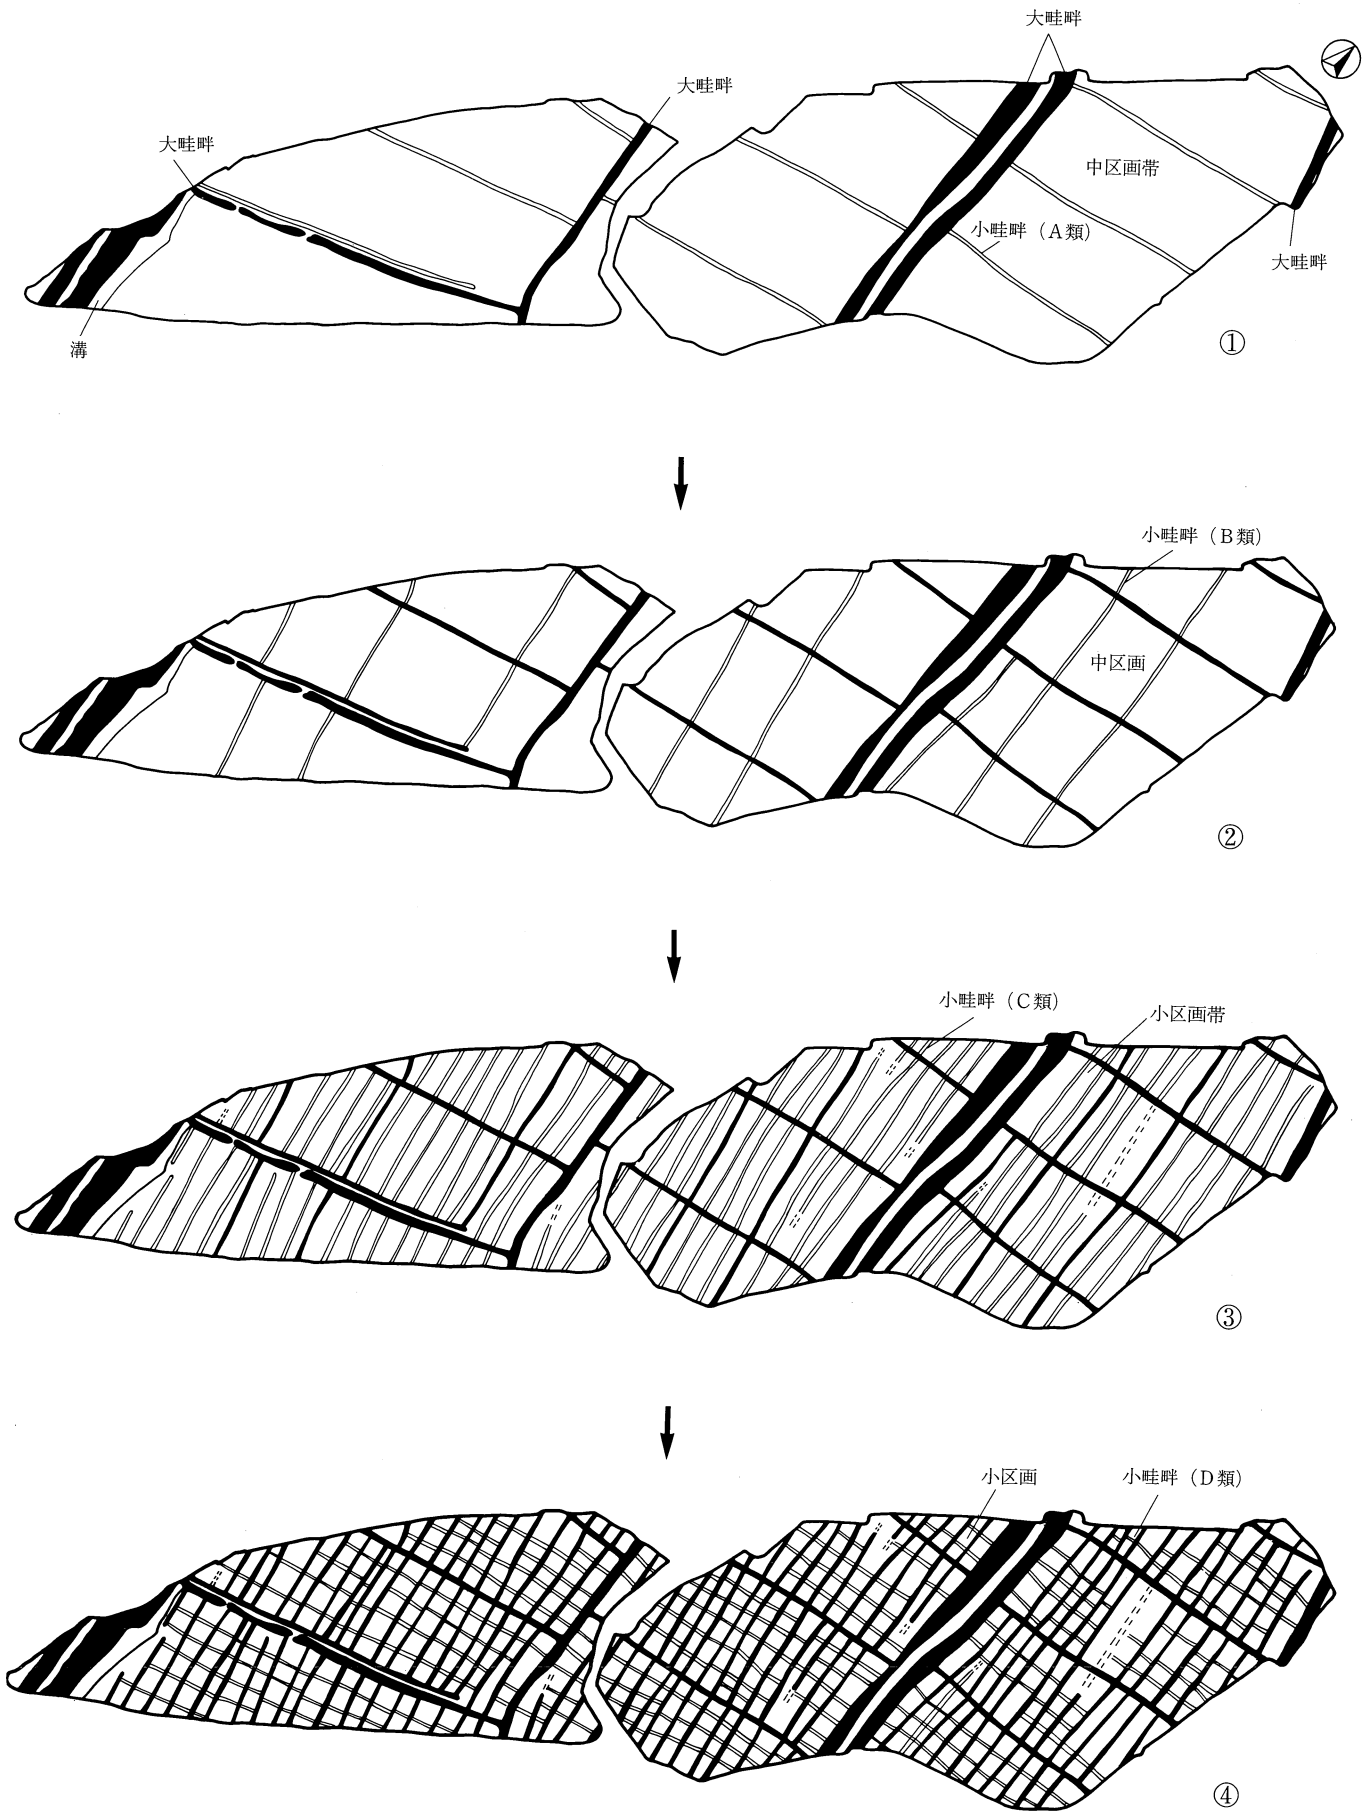 大畦畔
大畦畔
大畦畔
中区画帯
小畦畔（A類）
大畦畔
溝
①
小畦畔（B類）
中区画
②
小畦畔（C類）
小区画帯
③
小区画
小畦畔（D類）
④